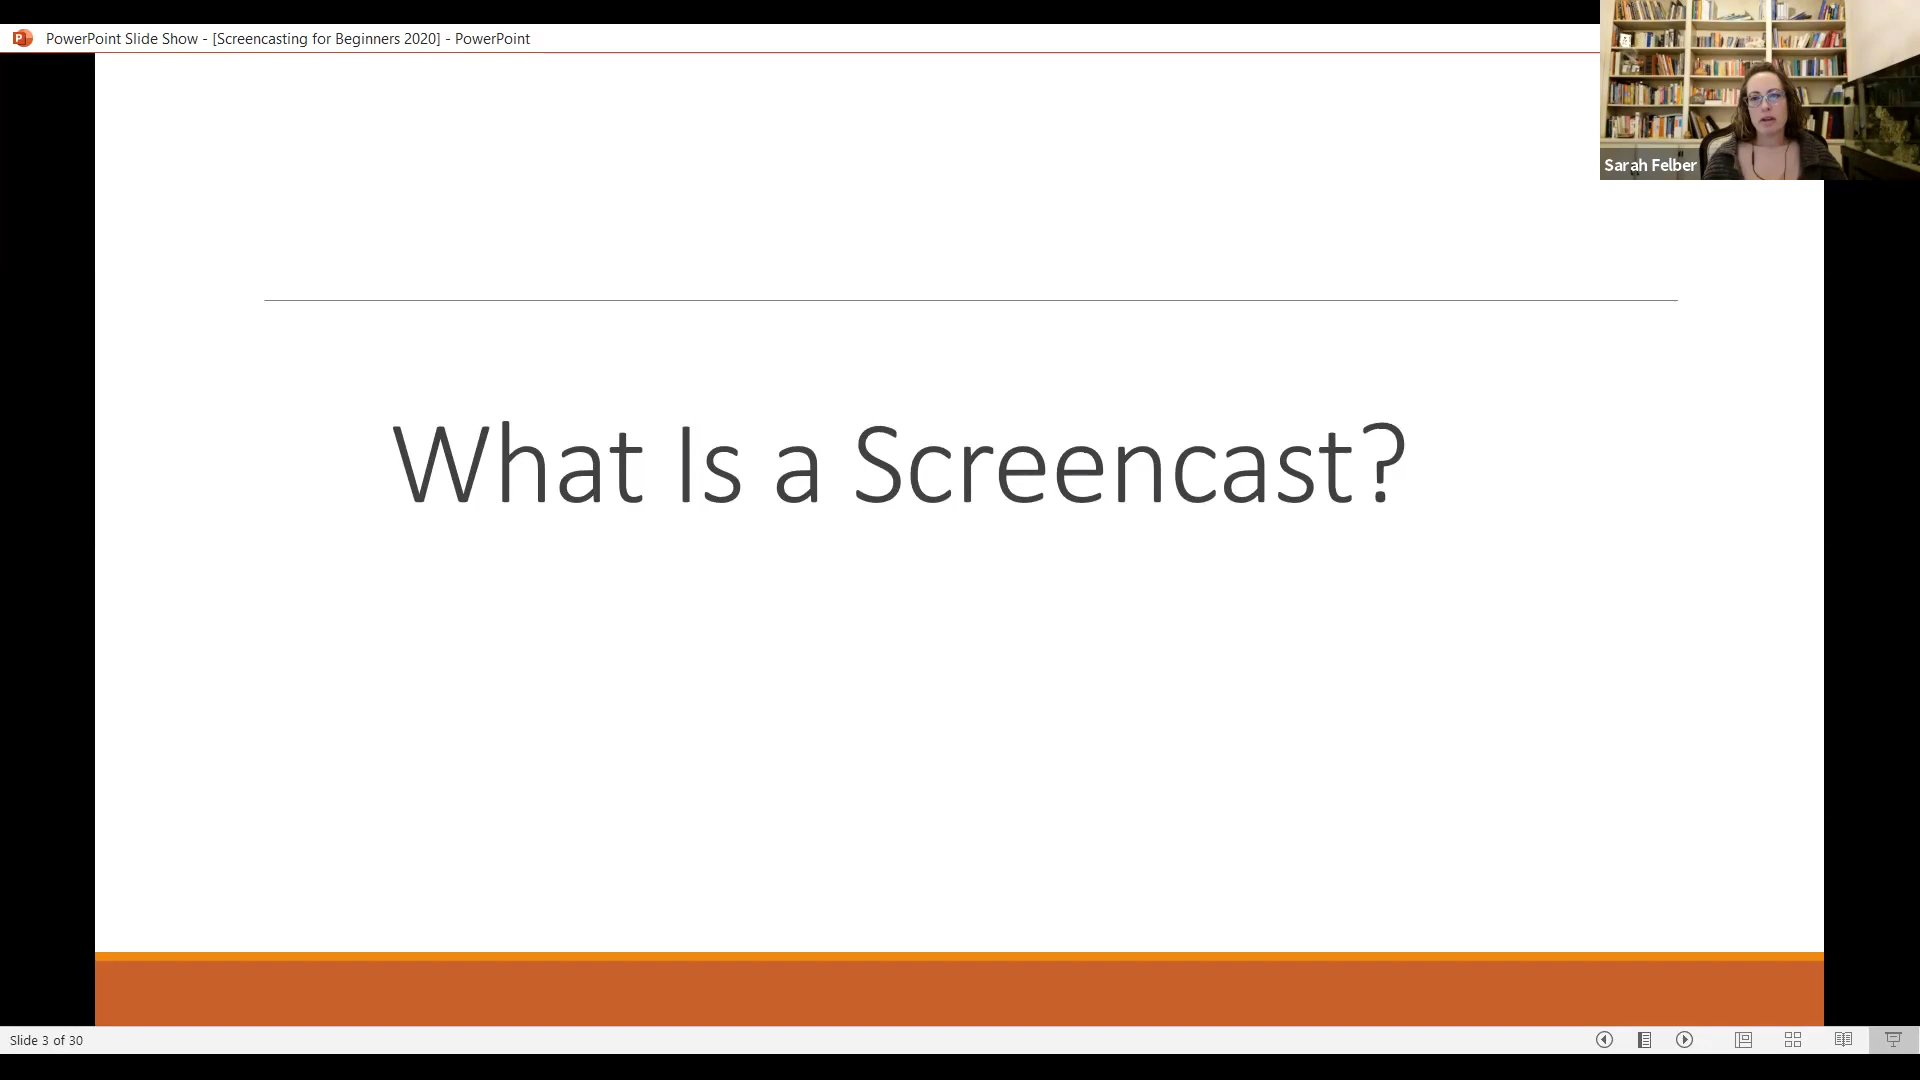 PowerPoint Slide Show - [Screencasting for Beginners 2020] - PowerPoint
Sarah Felber
What Is a Screencast?
Slide 3 of 30